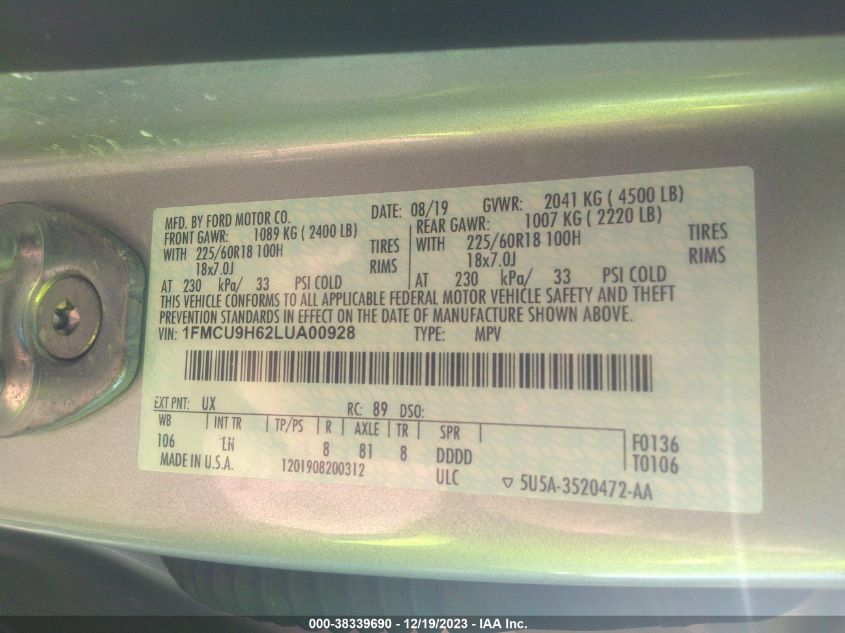 MFD. BY FORD MOTOR CO. DATE: 08/19 GVWR: 2041 KG ( 4500 LB)
FRONT GAWR: 1089 KG ( 2400 LB) REAR GAWR: 1007 KG ( 2220 LB)
WITH 225/60R18 100H TIRES WITH 225/60R18 100H TIRES
18x7.0J RIMS 18x7.0J RIMS
AT 230 kPa/ 33 PSI COLD AT 230 kPa/ 33 PSI COLD
THIS VEHICLE CONFORMS TO ALL APPLICABLE FEDERAL MOTOR VEHICLE SAFETY AND THEFT
PREVENTION STANDARDS IN EFFECT ON THE DATE OF MANUFACTURE SHOWN ABOVE.
VIN: 1FMCU9H62LUA00928 TYPE: MPV
EXT PNT: UX RC: 89 DSO:
WB INT TR TP/PS R AXLE TR SPR
106 LN 8 81 8 DDDD F0136
MADE IN U.S.A. 1201908200312 ULC T0106
▽ 5U5A-3520472-AA
000-38339690 - 12/19/2023 - IAA Inc.